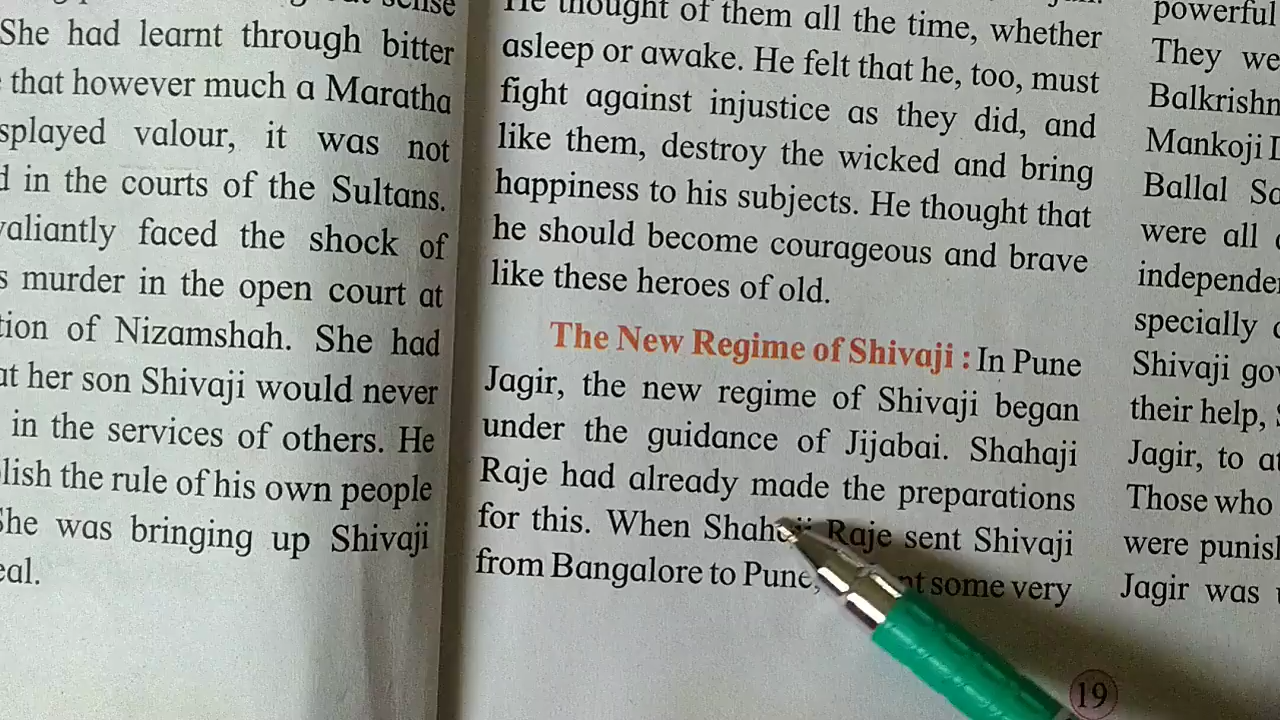 She had learnt through bitter
that however much a Maratha
splayed valour, it was not
in the courts of the Sultans.
valiantly faced the shock of
murder in the open court at
tion of Nizamshah. She had
at her son Shivaji would never
in the services of others. He
lish the rule of his own people
She was bringing up Shivaji
eal.
He thought of them all the time, whether
asleep or awake. He felt that he, too, must
fight against injustice as they did, and
like them, destroy the wicked and bring
happiness to his subjects. He thought that
he should become courageous and brave
like these heroes of old.
The New Regime of Shivaji : In Pune
Jagir, the new regime of Shivaji began
under the guidance of Jijabai. Shahaji
Raje had already made the preparations
for this. When Shahaji Raje sent Shivaji
from Bangalore to Pune, some very
powerful
They we
Balkrishn
Mankoji
Ballal
were all
independe
specially
Shivaji gov
their help,
Jagir, to at
Those who
were punish
Jagir was
19